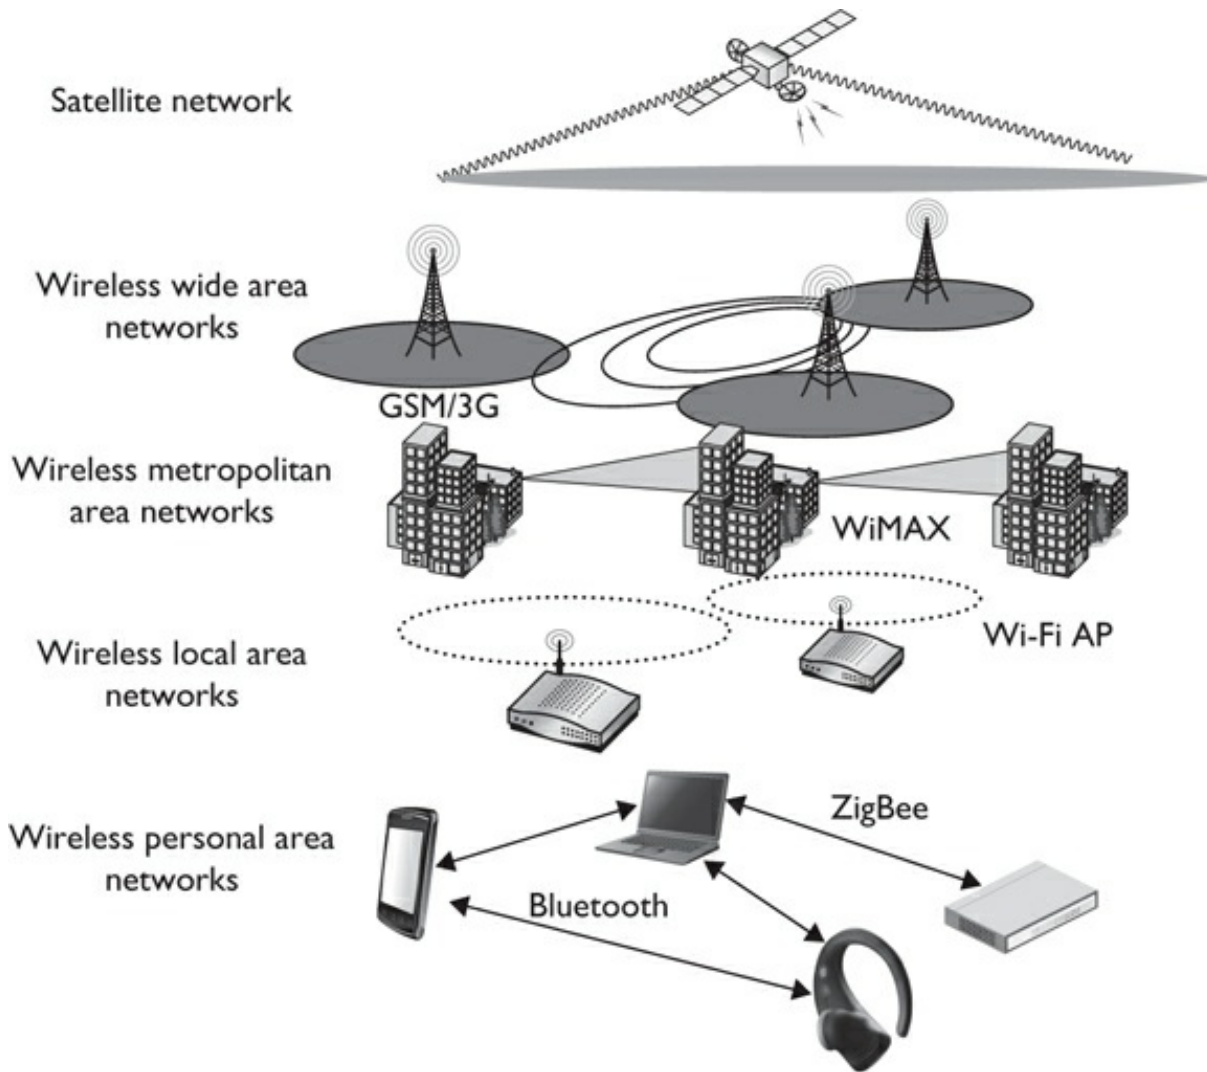 Satellite network
Wireless wide area
networks
GSM/3G
Wireless metropolitan
area networks
WiMAX
Wireless local area
networks
Wi-Fi AP
Wireless personal area
networks
ZigBee
Bluetooth